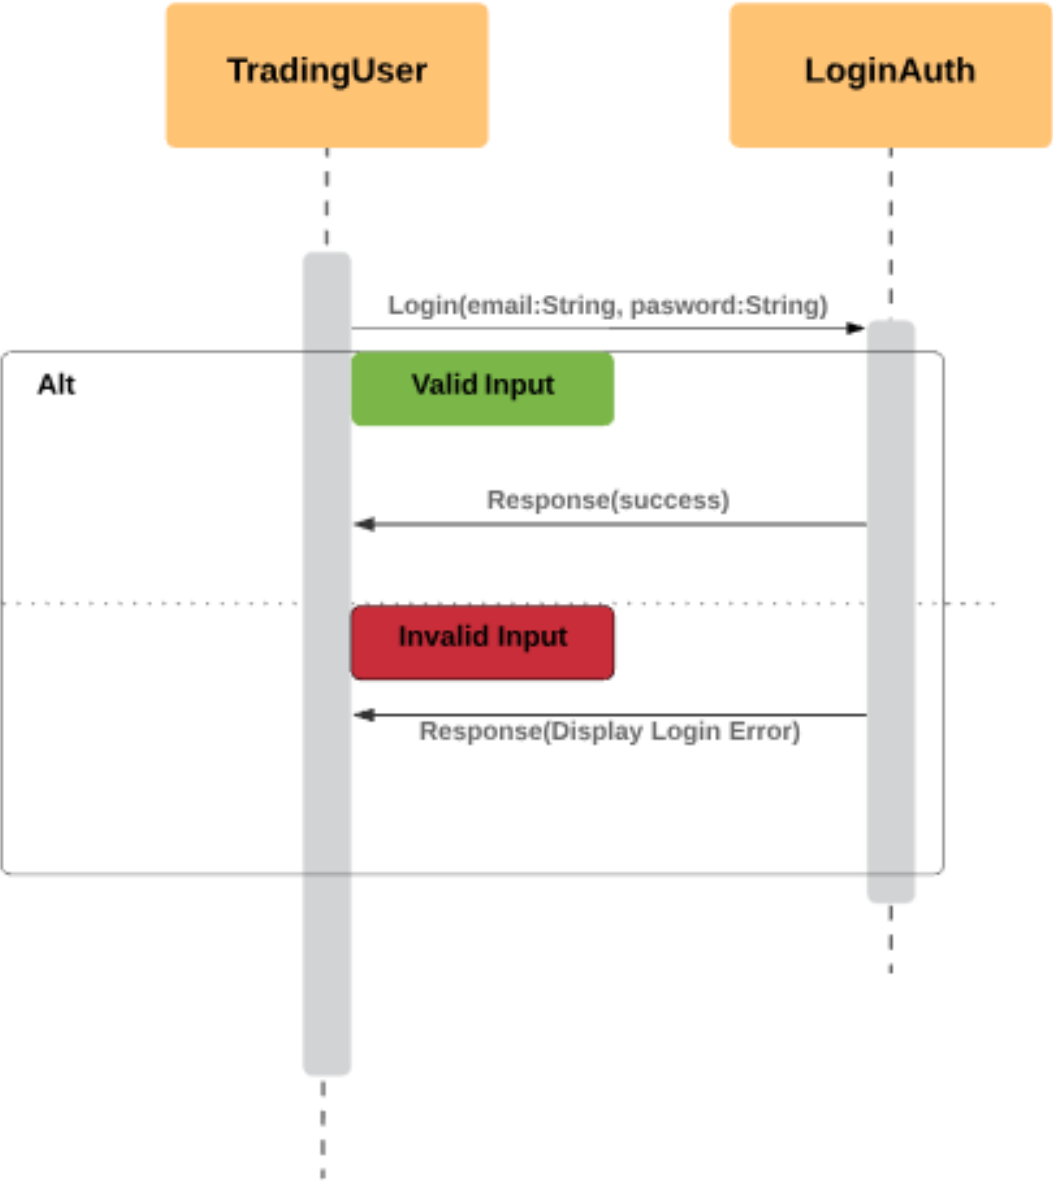 TradingUser
LoginAuth
Login(email:String, pasword:String)
Alt
Valid Input
Response(success)
Invalid Input
Response(Display Login Error)